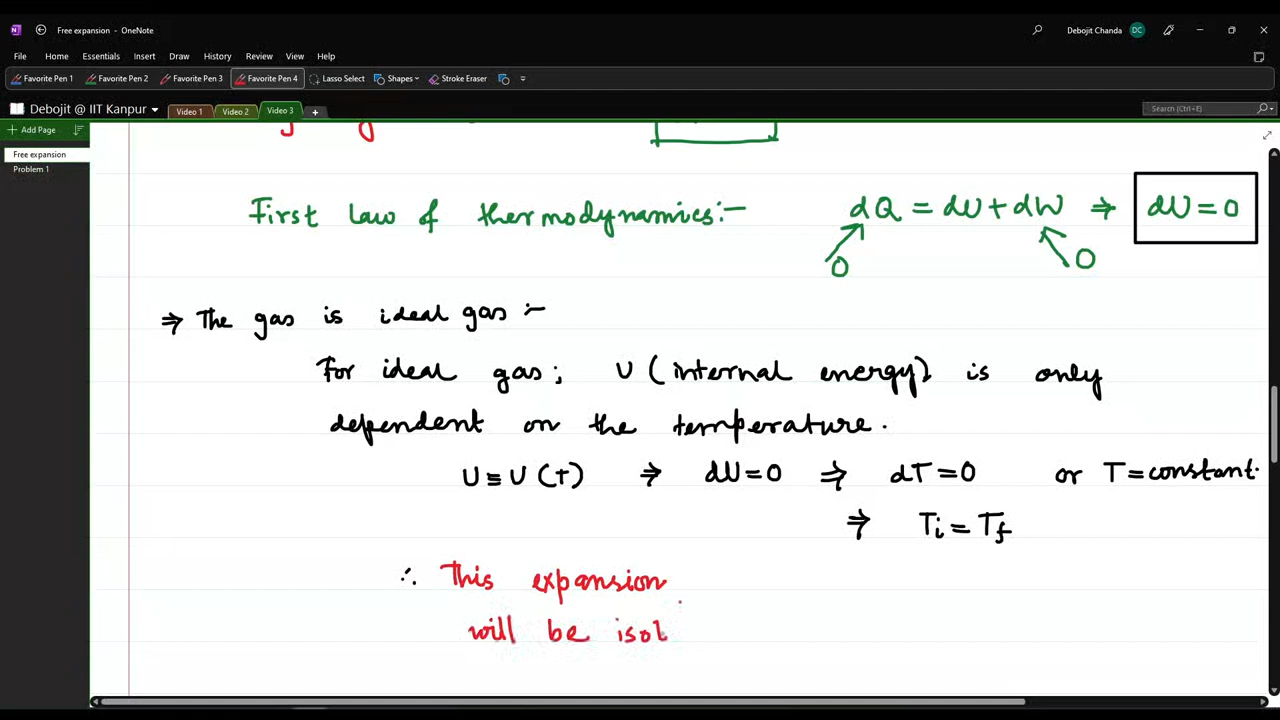 Free expansion - OneNote
Debojit Chanda DC
File Home Essentials Insert Draw History Review View Help
Favorite Pen 1 Favorite Pen 2 Favorite Pen 3 Favorite Pen 4 Lasso Select Shapes Stroke Eraser
Debojit @ IIT Kanpur Video 1 Video 2 Video 3 + Search (Ctrl+E)
+ Add Page
Free expansion
Problem 1
First law of thermodynamics:- dQ = dU + dW ⇒ dU = 0
0 0
⇒ The gas is ideal gas :-
For ideal gas; U (internal energy) is only
dependent on the temperature.
U ≡ U (T) ⇒ dU = 0 ⇒ dT = 0 or T = constant.
⇒ Ti = Tf
∴ This expansion
will be isol